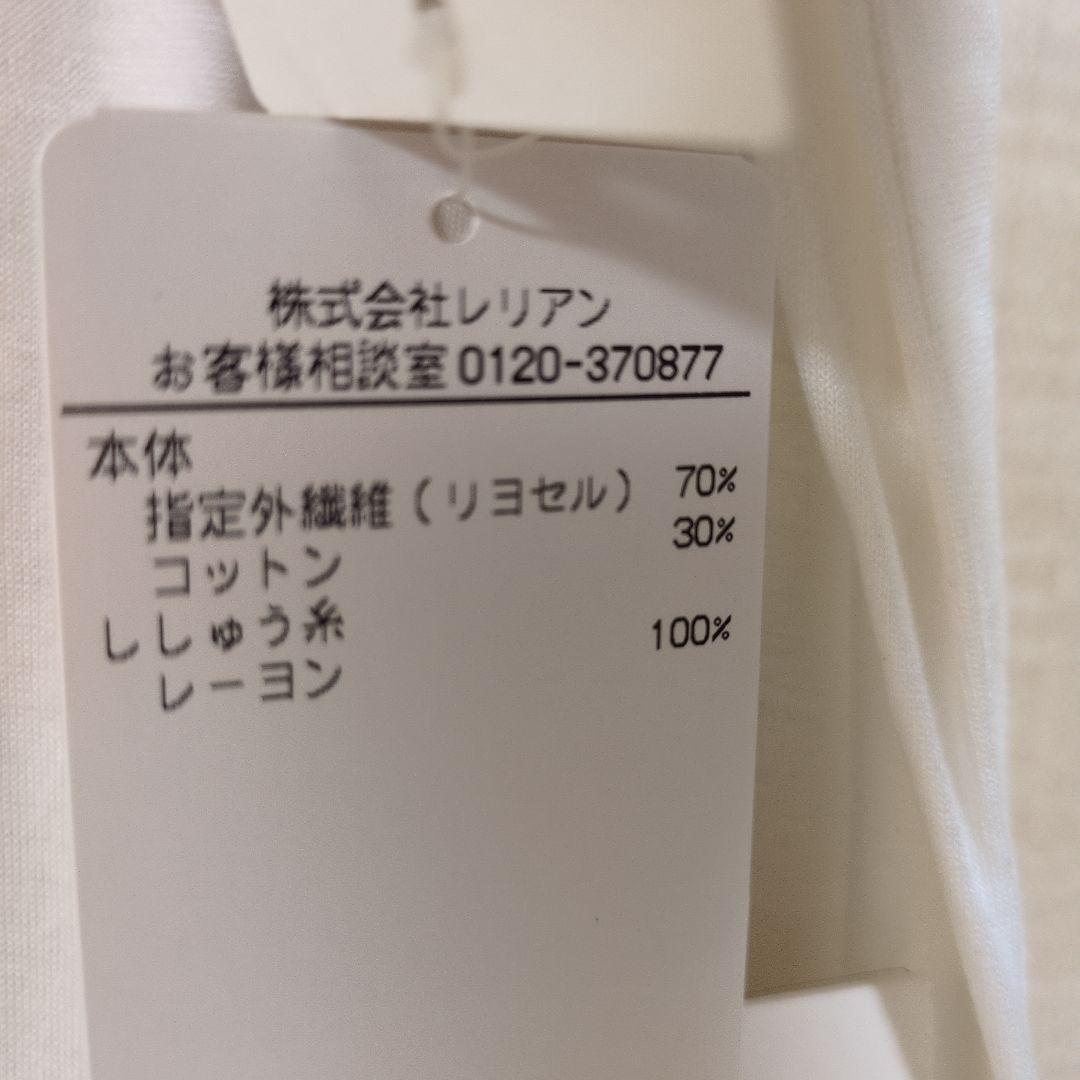 株式会社レリアン
お客様相談室0120-370877
本体
指定外繊維(リヨセル) 70%
コットン 30%
ししゅう糸
レーヨン 100%